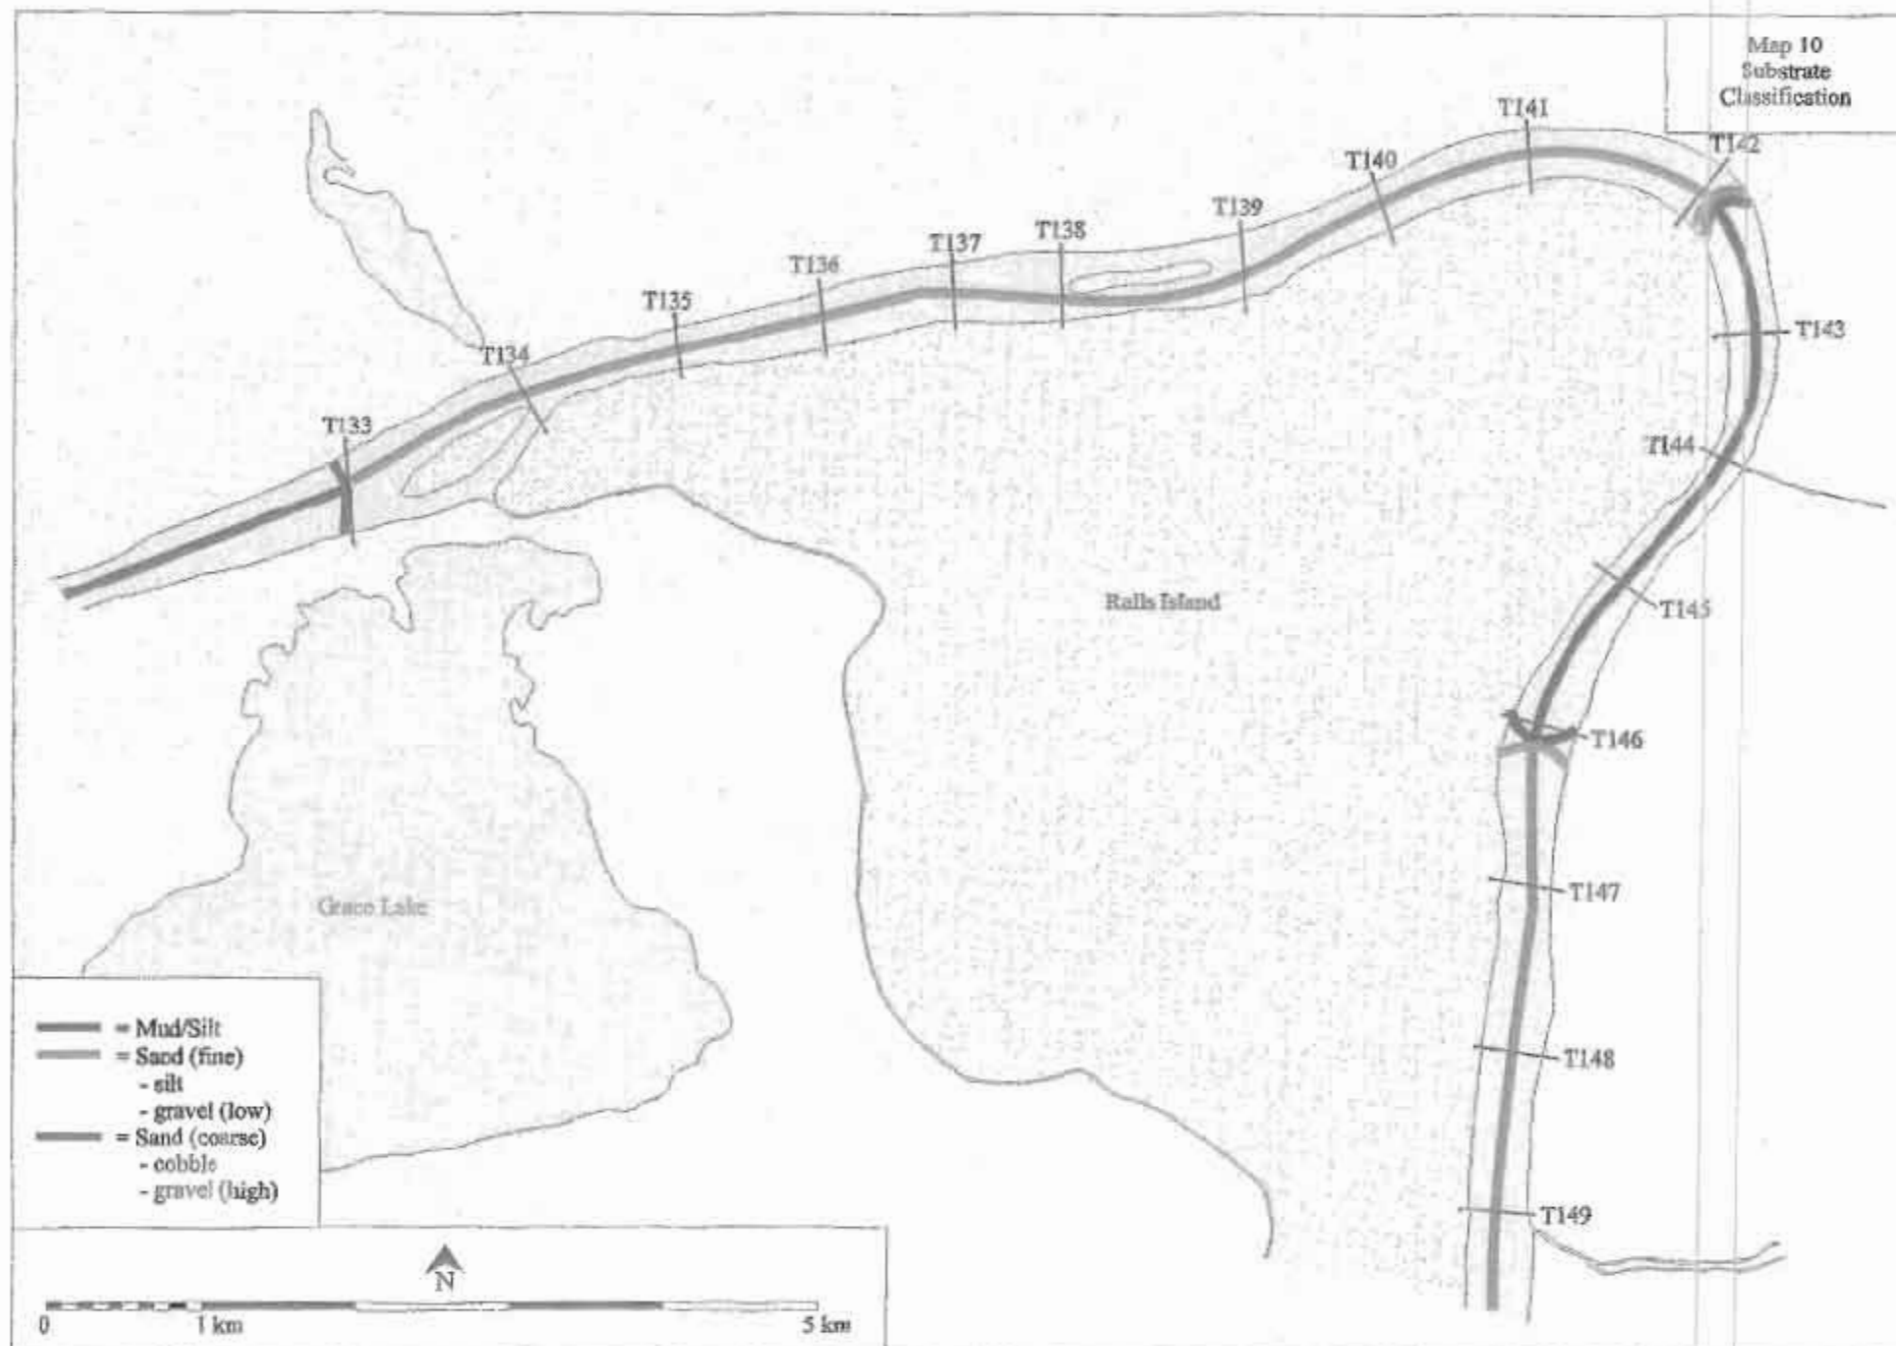 Map 10
Substrate
Classification
T141
T142
T140
T139
T138
T137
T136
T135
T134
T133
T143
T144
T145
T146
T147
T148
T149
Ralls Island
Grace Lake
= Mud/Silt
= Sand (fine)
- silt
- gravel (low)
= Sand (coarse)
- cobble
- gravel (high)
N
0 1 km 5 km